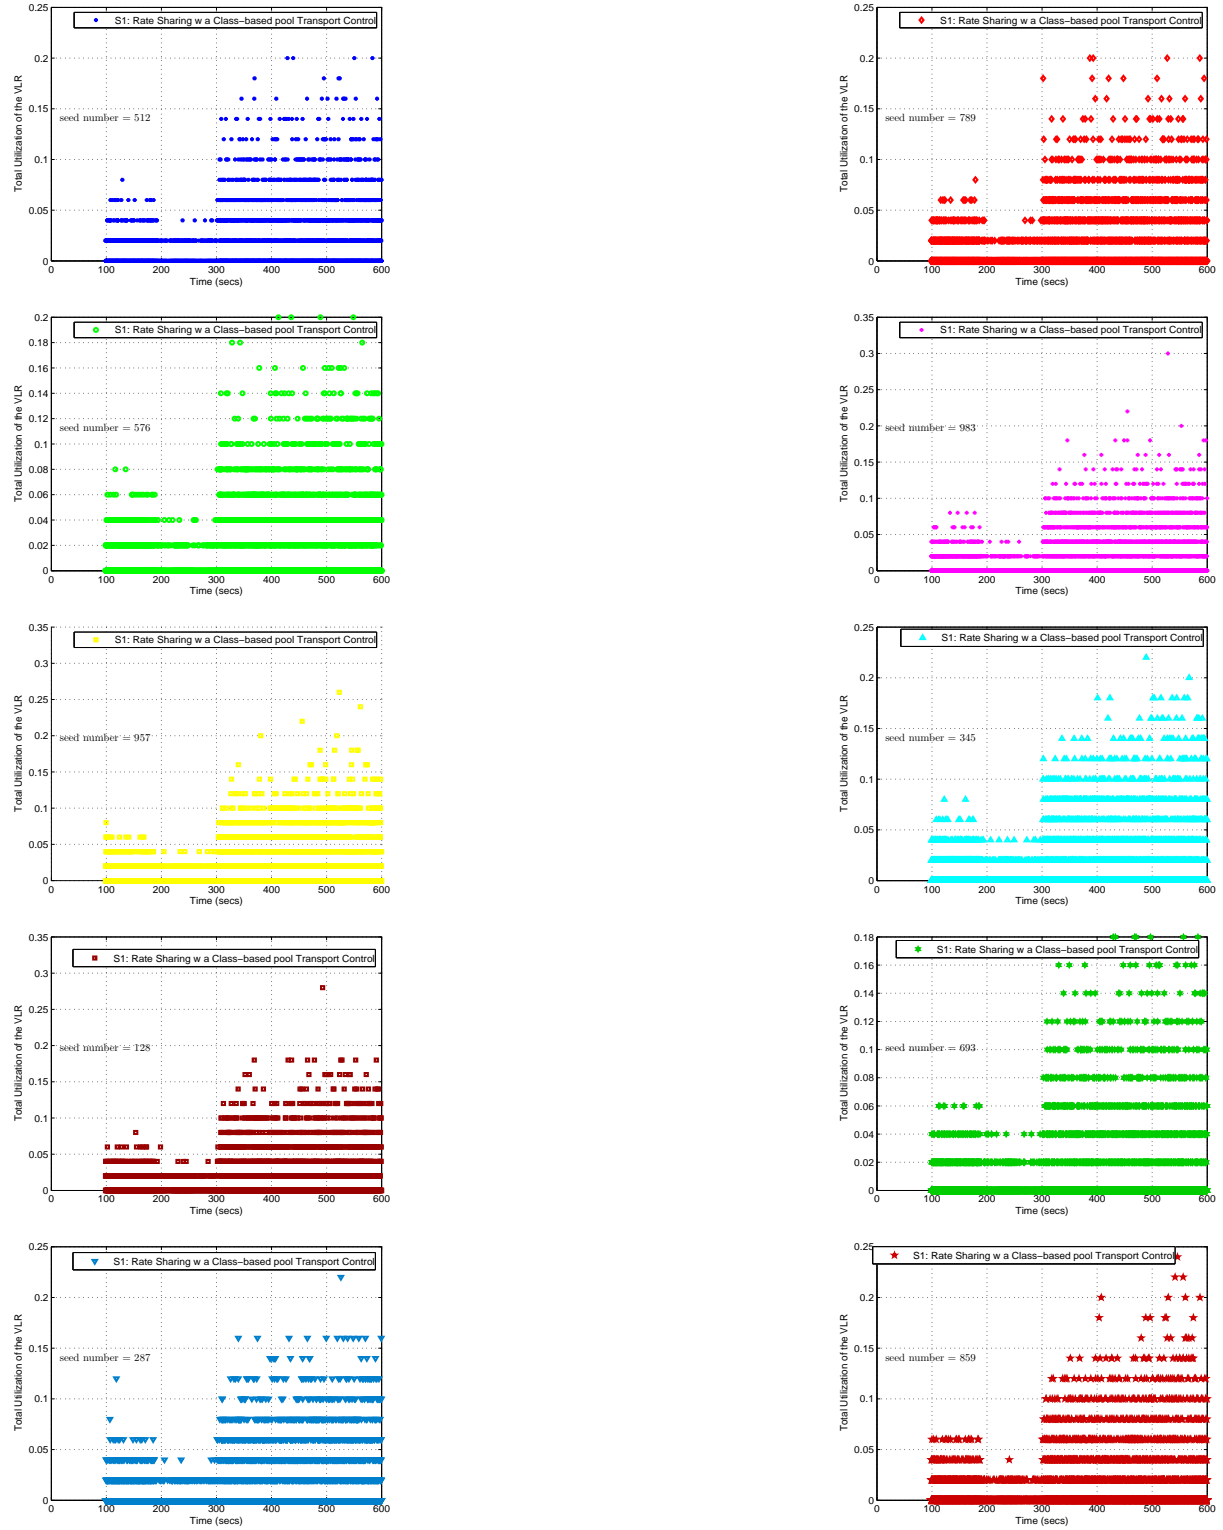 0.25
S1: Rate Sharing w a Class−based pool Transport Control
0.2
0.15
seed number = 512
0.1
0.05
0
0 100 200 300 400 500 600
Time (secs)
Total Utilization of the VLR
0.25
S1: Rate Sharing w a Class−based pool Transport Control
0.2
0.15
seed number = 789
0.1
0.05
0
0 100 200 300 400 500 600
Time (secs)
Total Utilization of the VLR
0.2
S1: Rate Sharing w a Class−based pool Transport Control
0.18
0.16
0.14
0.12
seed number = 576
0.1
0.08
0.06
0.04
0.02
0
0 100 200 300 400 500 600
Time (secs)
Total Utilization of the VLR
0.35
S1: Rate Sharing w a Class−based pool Transport Control
0.3
0.25
0.2
seed number = 983
0.15
0.1
0.05
0
0 100 200 300 400 500 600
Time (secs)
Total Utilization of the VLR
0.35
S1: Rate Sharing w a Class−based pool Transport Control
0.3
0.25
0.2
seed number = 957
0.15
0.1
0.05
0
0 100 200 300 400 500 600
Time (secs)
Total Utilization of the VLR
0.25
S1: Rate Sharing w a Class−based pool Transport Control
0.2
0.15
seed number = 345
0.1
0.05
0
0 100 200 300 400 500 600
Time (secs)
Total Utilization of the VLR
0.35
S1: Rate Sharing w a Class−based pool Transport Control
0.3
0.25
0.2
seed number = 128
0.15
0.1
0.05
0
0 100 200 300 400 500 600
Time (secs)
Total Utilization of the VLR
0.18
S1: Rate Sharing w a Class−based pool Transport Control
0.16
0.14
0.12
0.1
seed number = 693
0.08
0.06
0.04
0.02
0
0 100 200 300 400 500 600
Time (secs)
Total Utilization of the VLR
0.25
S1: Rate Sharing w a Class−based pool Transport Control
0.2
0.15
seed number = 287
0.1
0.05
0
0 100 200 300 400 500 600
Time (secs)
Total Utilization of the VLR
0.25
S1: Rate Sharing w a Class−based pool Transport Control
0.2
0.15
seed number = 859
0.1
0.05
0
0 100 200 300 400 500 600
Time (secs)
Total Utilization of the VLR